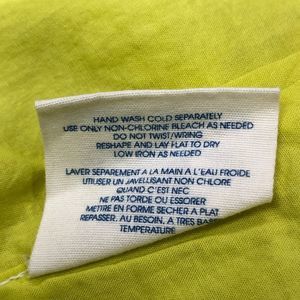 HAND WASH COLD SEPARATELY
USE ONLY NON-CHLORINE BLEACH AS NEEDED
DO NOT TWIST/WRING
RESHAPE AND LAY FLAT TO DRY
LOW IRON AS NEEDED
LAVER SEPAREMENT A LA MAIN A L'EAU FROIDE
UTILISER UN JAVELLISANT NON CHLORE
QUAND C'EST NEC
NE PAS TORDE OU ESSORER
METTRE EN FORME SECHER A PLAT
REPASSER, AU BESOIN, A TRES BASE
TEMPERATURE